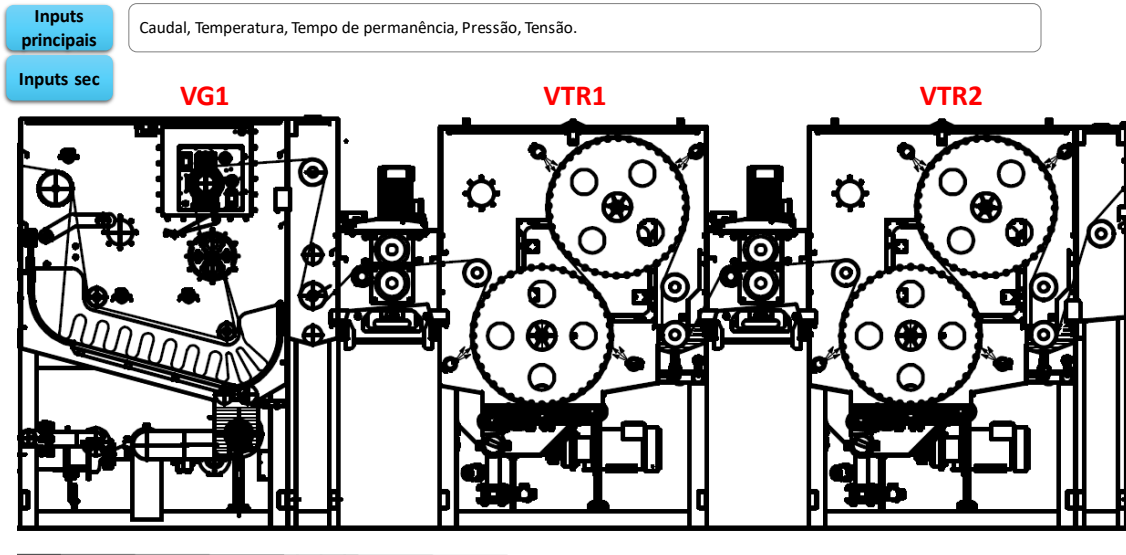 Inputs
principais
Caudal, Temperatura, Tempo de permanência, Pressão, Tensão.
Inputs sec
VG1
VTR1
VTR2